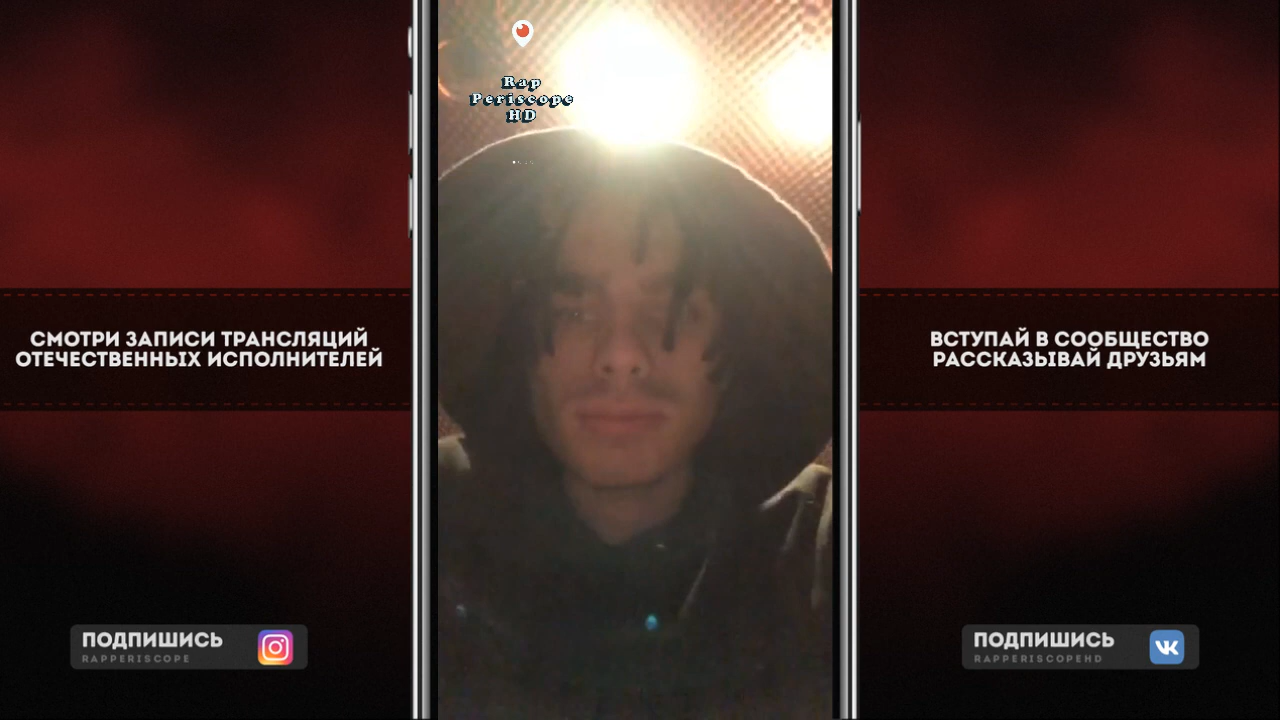 Rap
Periscope
HD
СМОТРИ ЗАПИСИ ТРАНСЛЯЦИЙ
ОТЕЧЕСТВЕННЫХ ИСПОЛНИТЕЛЕЙ
ВСТУПАЙ В СООБЩЕСТВО
РАССКАЗЫВАЙ ДРУЗЬЯМ
ПОДПИШИСЬ
RAPPERISCOPE
ПОДПИШИСЬ
RAPPERISCOPEHD